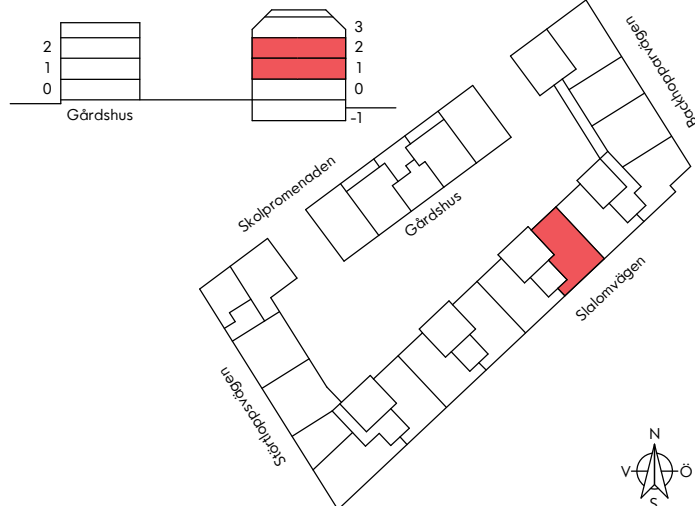 3
2
2
1
1
0
0
-1
Gårdshus
Backhopparvägen
Skolpromenaden
Gårdshus
Slalomvägen
Störtloppsvägen
N
V
Ö
S